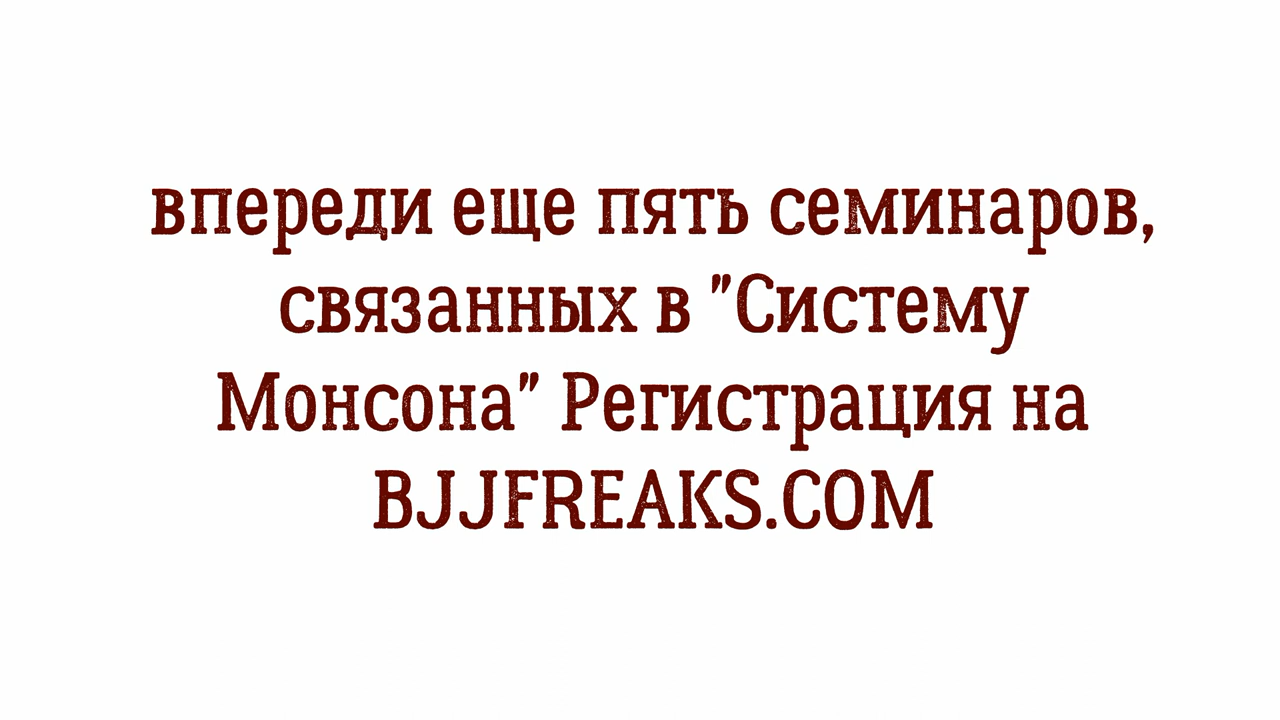 впереди еще пять семинаров,
связанных в "Систему
Монсона" Регистрация на
BJJFREAKS.COM